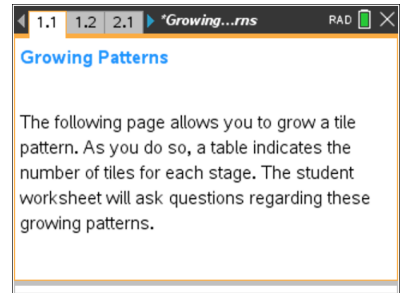 1.1 1.2 2.1 *Growing...rns RAD
Growing Patterns
The following page allows you to grow a tile
pattern. As you do so, a table indicates the
number of tiles for each stage. The student
worksheet will ask questions regarding these
growing patterns.